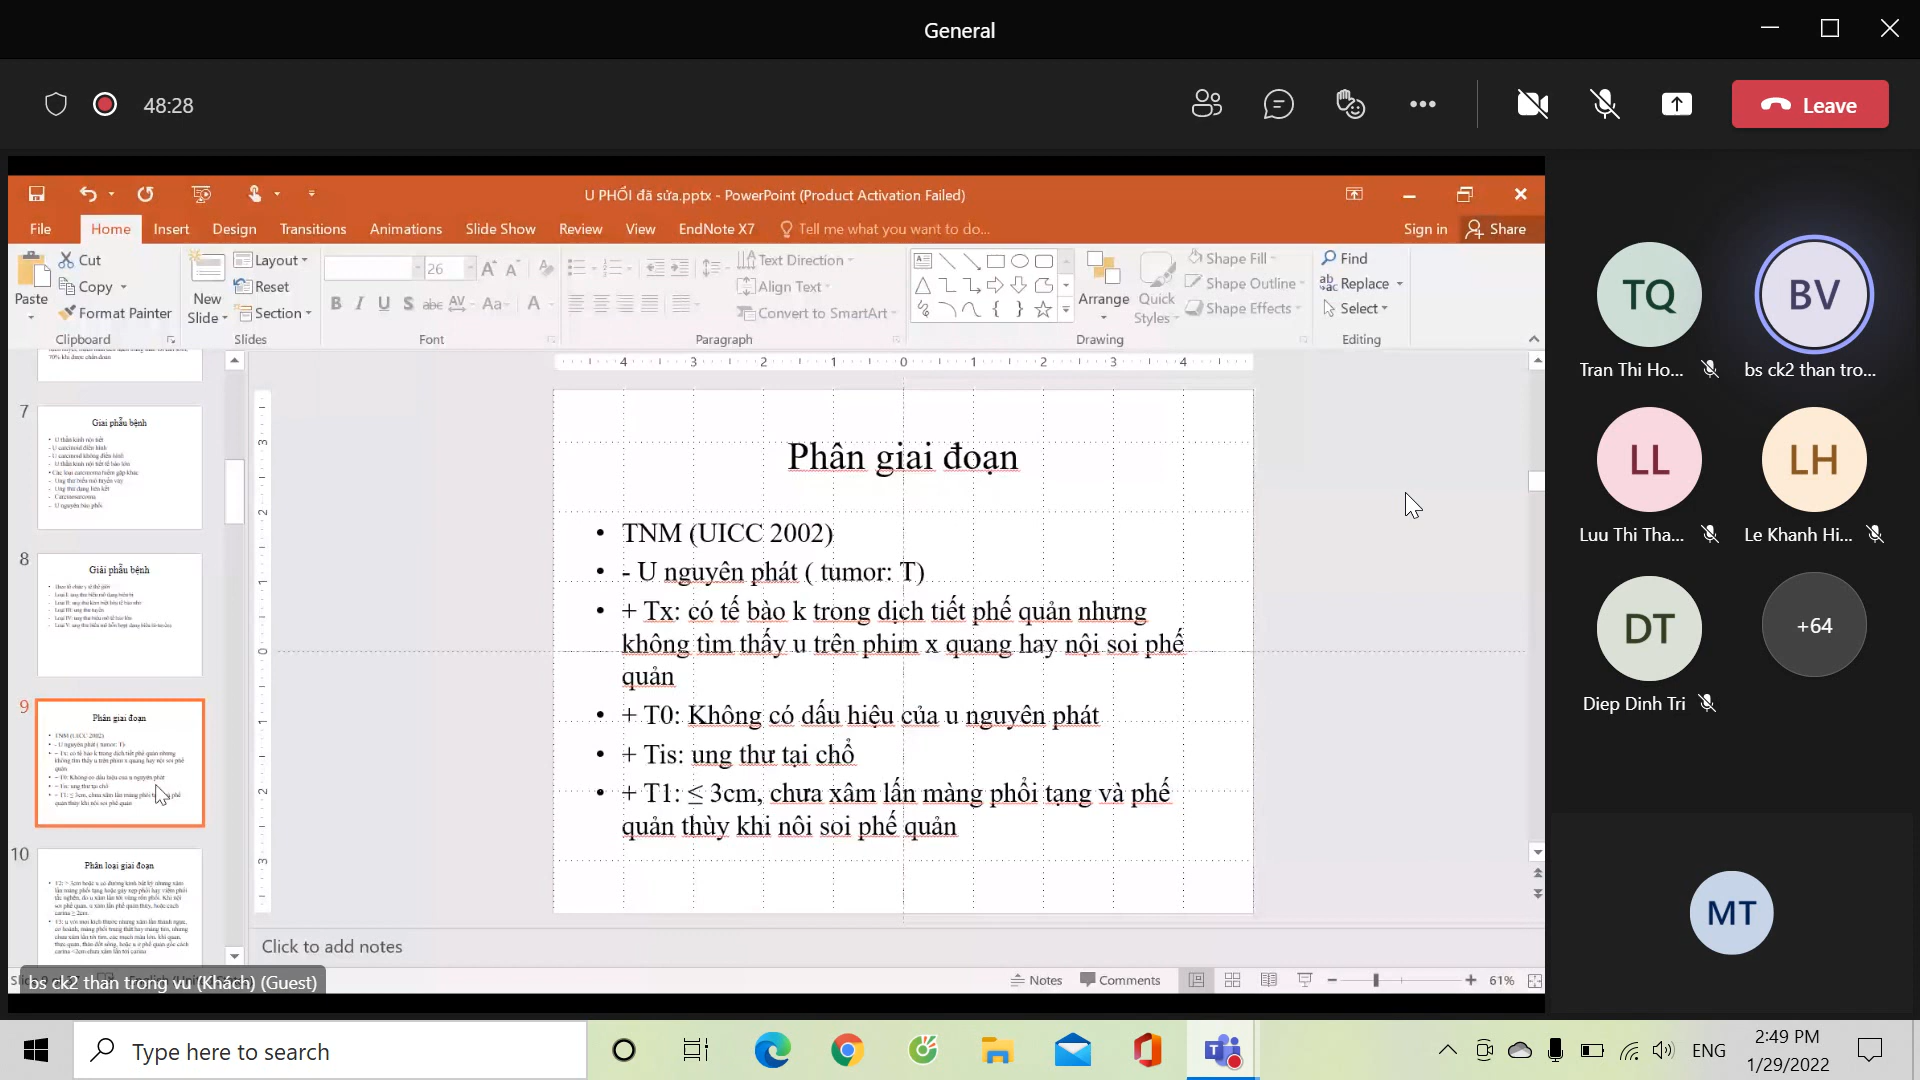 General
48:28
Leave
U PHỔI đã sửa.pptx - PowerPoint (Product Activation Failed)
File Home Insert Design Transitions Animations Slide Show Review View EndNote X7 Tell me what you want to do... Sign in Share
Paste
Cut
Copy
Format Painter
Clipboard
New Slide
Layout
Reset
Section
Slides
26
Font
Text Direction
Align Text
Convert to SmartArt
Paragraph
Arrange
Quick Styles
Shape Fill
Shape Outline
Shape Effects
Drawing
Find
Replace
Select
Editing
7
Giải phẫu bệnh
8
Giải phẫu bệnh
9
Phân giai đoạn
10
Phân loại giai đoạn
Phân giai đoạn
• TNM (UICC 2002)
• - U nguyên phát ( tumor: T)
• + Tx: có tế bào k trong dịch tiết phế quản nhưng
không tìm thấy u trên phim x quang hay nội soi phế
quản
• + T0: Không có dấu hiệu của u nguyên phát
• + Tis: ung thư tại chổ
• + T1: ≤ 3cm, chưa xâm lấn màng phổi tạng và phế
quản thùy khi nôi soi phế quản
Click to add notes
bs ck2 than trong vu (Khách) (Guest)
Notes Comments 61%
TQ
Tran Thi Ho...
BV
bs ck2 than tro...
LL
Luu Thi Tha...
LH
Le Khanh Hi...
DT
Diep Dinh Tri
+64
MT
Type here to search
ENG
2:49 PM
1/29/2022